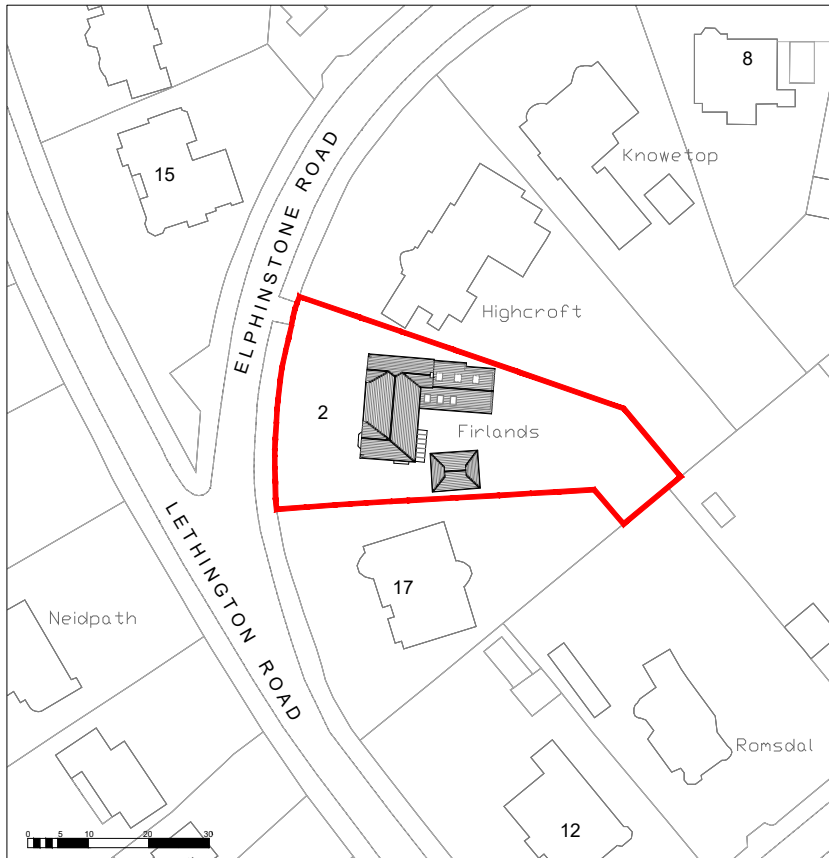 8
Knowetop
15
ELPHINSTONE ROAD
Highcroft
2
Firlands
LETHINGTON ROAD
17
Neidpath
Romsdal
12
0 5 10 20 30